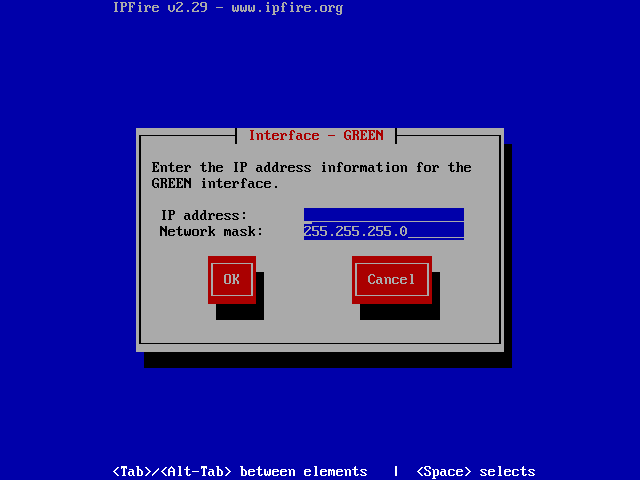 IPFire v2.29 - www.ipfire.org
Interface - GREEN
Enter the IP address information for the
GREEN interface.
IP address:
Network mask: 255.255.255.0
OK Cancel
<Tab>/<Alt-Tab> between elements | <Space> selects